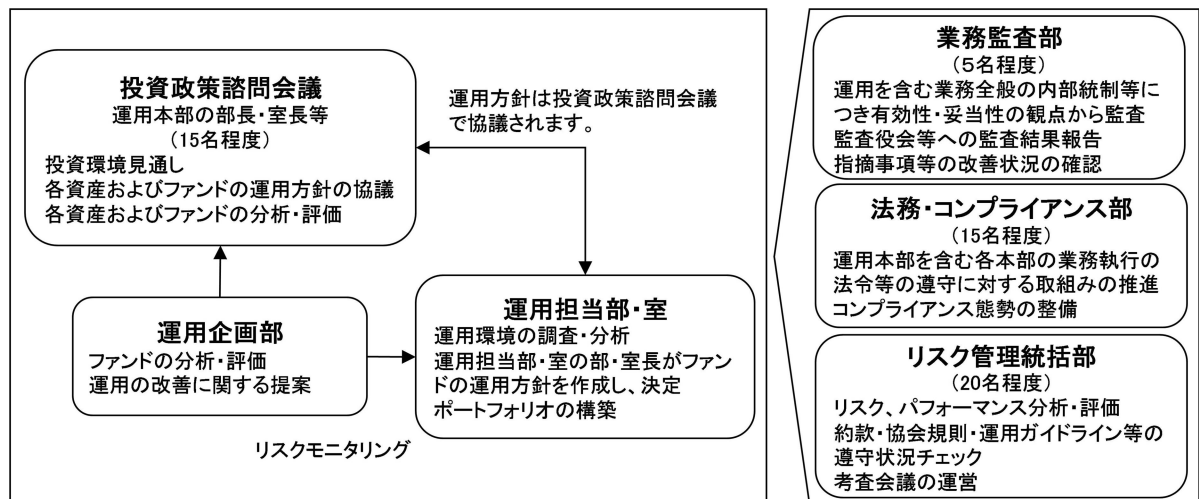 投資政策諮問会議
運用本部の部長・室長等
(15名程度)
投資環境見通し
各資産およびファンドの運用方針の協議
各資産およびファンドの分析・評価
運用方針は投資政策諮問会議
で協議されます。
運用企画部
ファンドの分析・評価
運用の改善に関する提案
運用担当部・室
運用環境の調査・分析
運用担当部・室の部・室長がファン
ドの運用方針を作成し、決定
ポートフォリオの構築
リスクモニタリング
業務監査部
(5名程度)
運用を含む業務全般の内部統制等に
つき有効性・妥当性の観点から監査
監査役会等への監査結果報告
指摘事項等の改善状況の確認
法務・コンプライアンス部
(15名程度)
運用本部を含む各本部の業務執行の
法令等の遵守に対する取組みの推進
コンプライアンス態勢の整備
リスク管理統括部
(20名程度)
リスク、パフォーマンス分析・評価
約款・協会規則・運用ガイドライン等の
遵守状況チェック
考査会議の運営